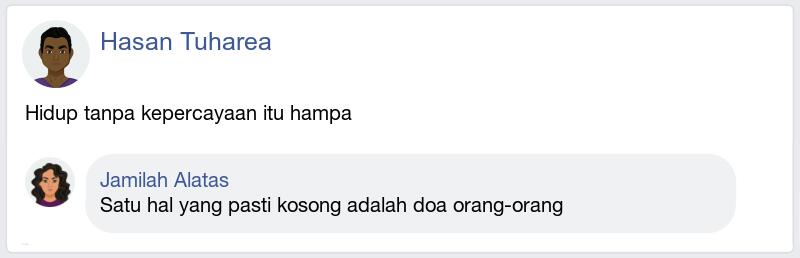 Hasan Tuharea
Hidup tanpa kepercayaan itu hampa
Jamilah Alatas
Satu hal yang pasti kosong adalah doa orang-orang